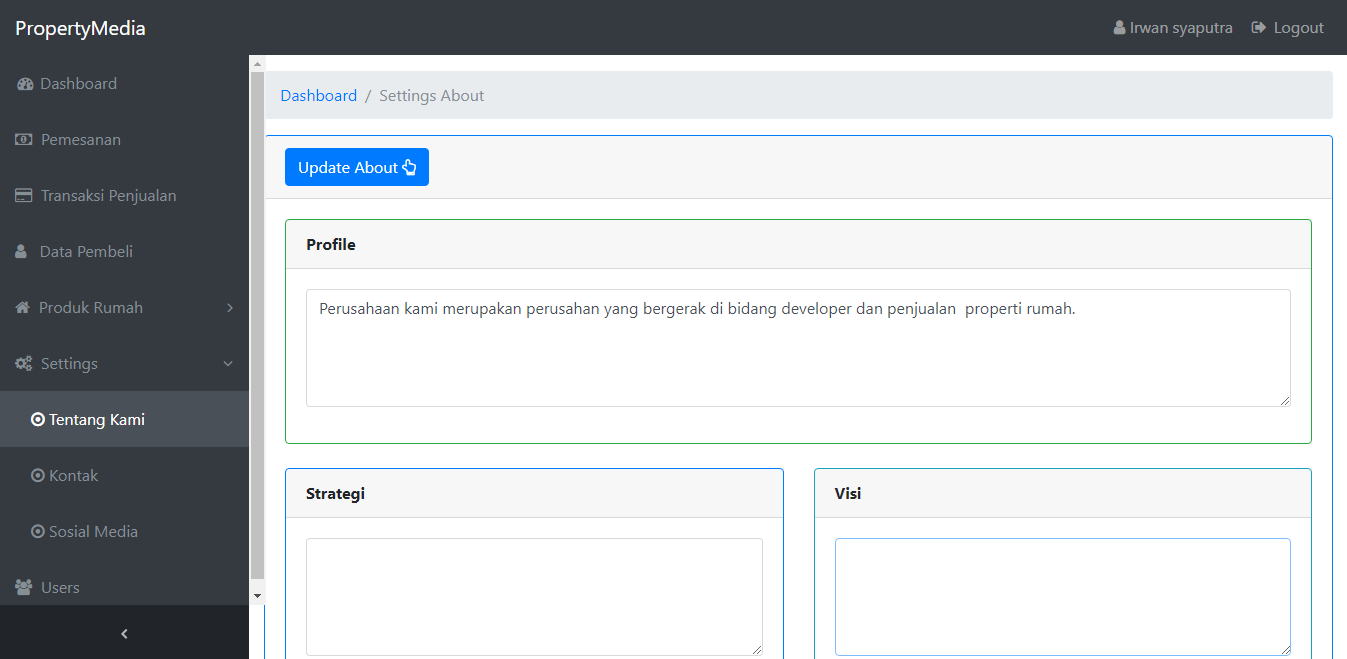 PropertyMedia
Irwan syaputra Logout
Dashboard
Pemesanan
Transaksi Penjualan
Data Pembeli
Produk Rumah
Settings
Tentang Kami
Kontak
Sosial Media
Users
Dashboard / Settings About
Update About
Profile
Perusahaan kami merupakan perusahan yang bergerak di bidang developer dan penjualan  properti rumah.
Strategi
Visi